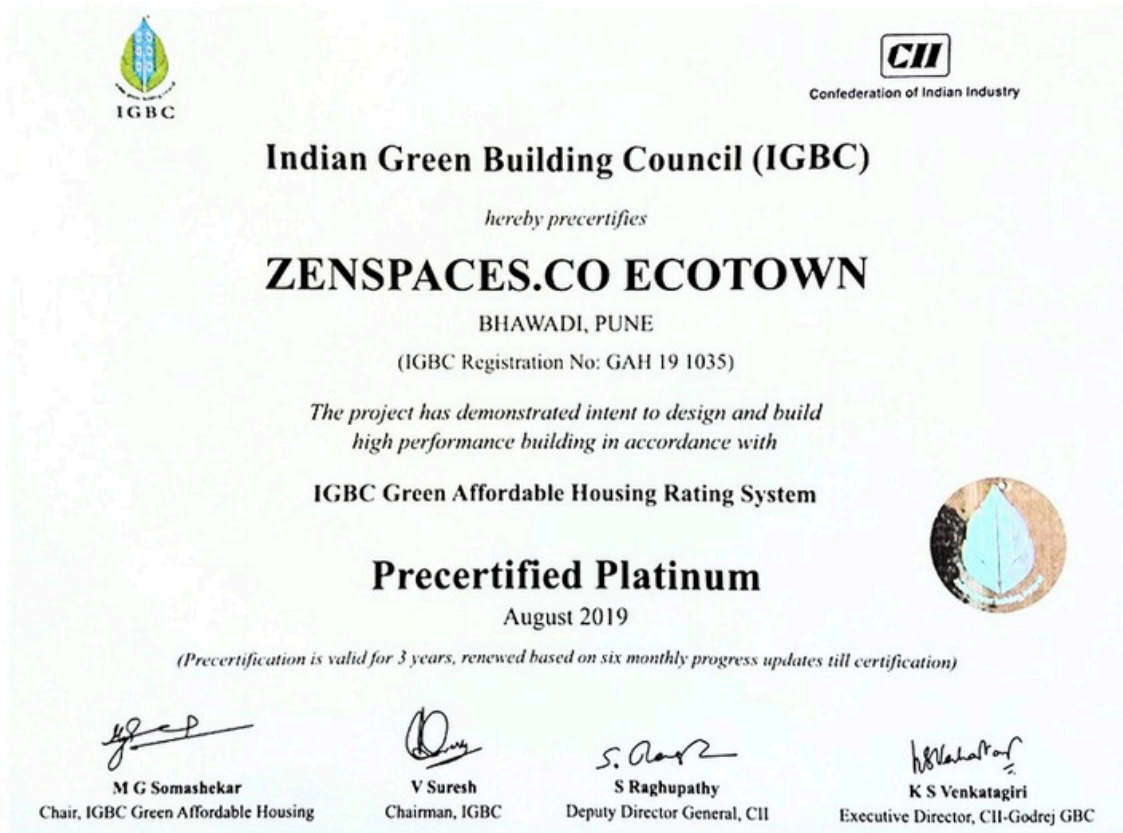 IGBC
CII
Confederation of Indian Industry
Indian Green Building Council (IGBC)
hereby precertifies
ZENSPACES.CO ECOTOWN
BHAWADI, PUNE
(IGBC Registration No: GAH 19 1035)
The project has demonstrated intent to design and build
high performance building in accordance with
IGBC Green Affordable Housing Rating System
Precertified Platinum
August 2019
(Precertification is valid for 3 years, renewed based on six monthly progress updates till certification)
M G Somashekar
Chair, IGBC Green Affordable Housing
V Suresh
Chairman, IGBC
S Raghupathy
Deputy Director General, CII
K S Venkatagiri
Executive Director, CII-Godrej GBC